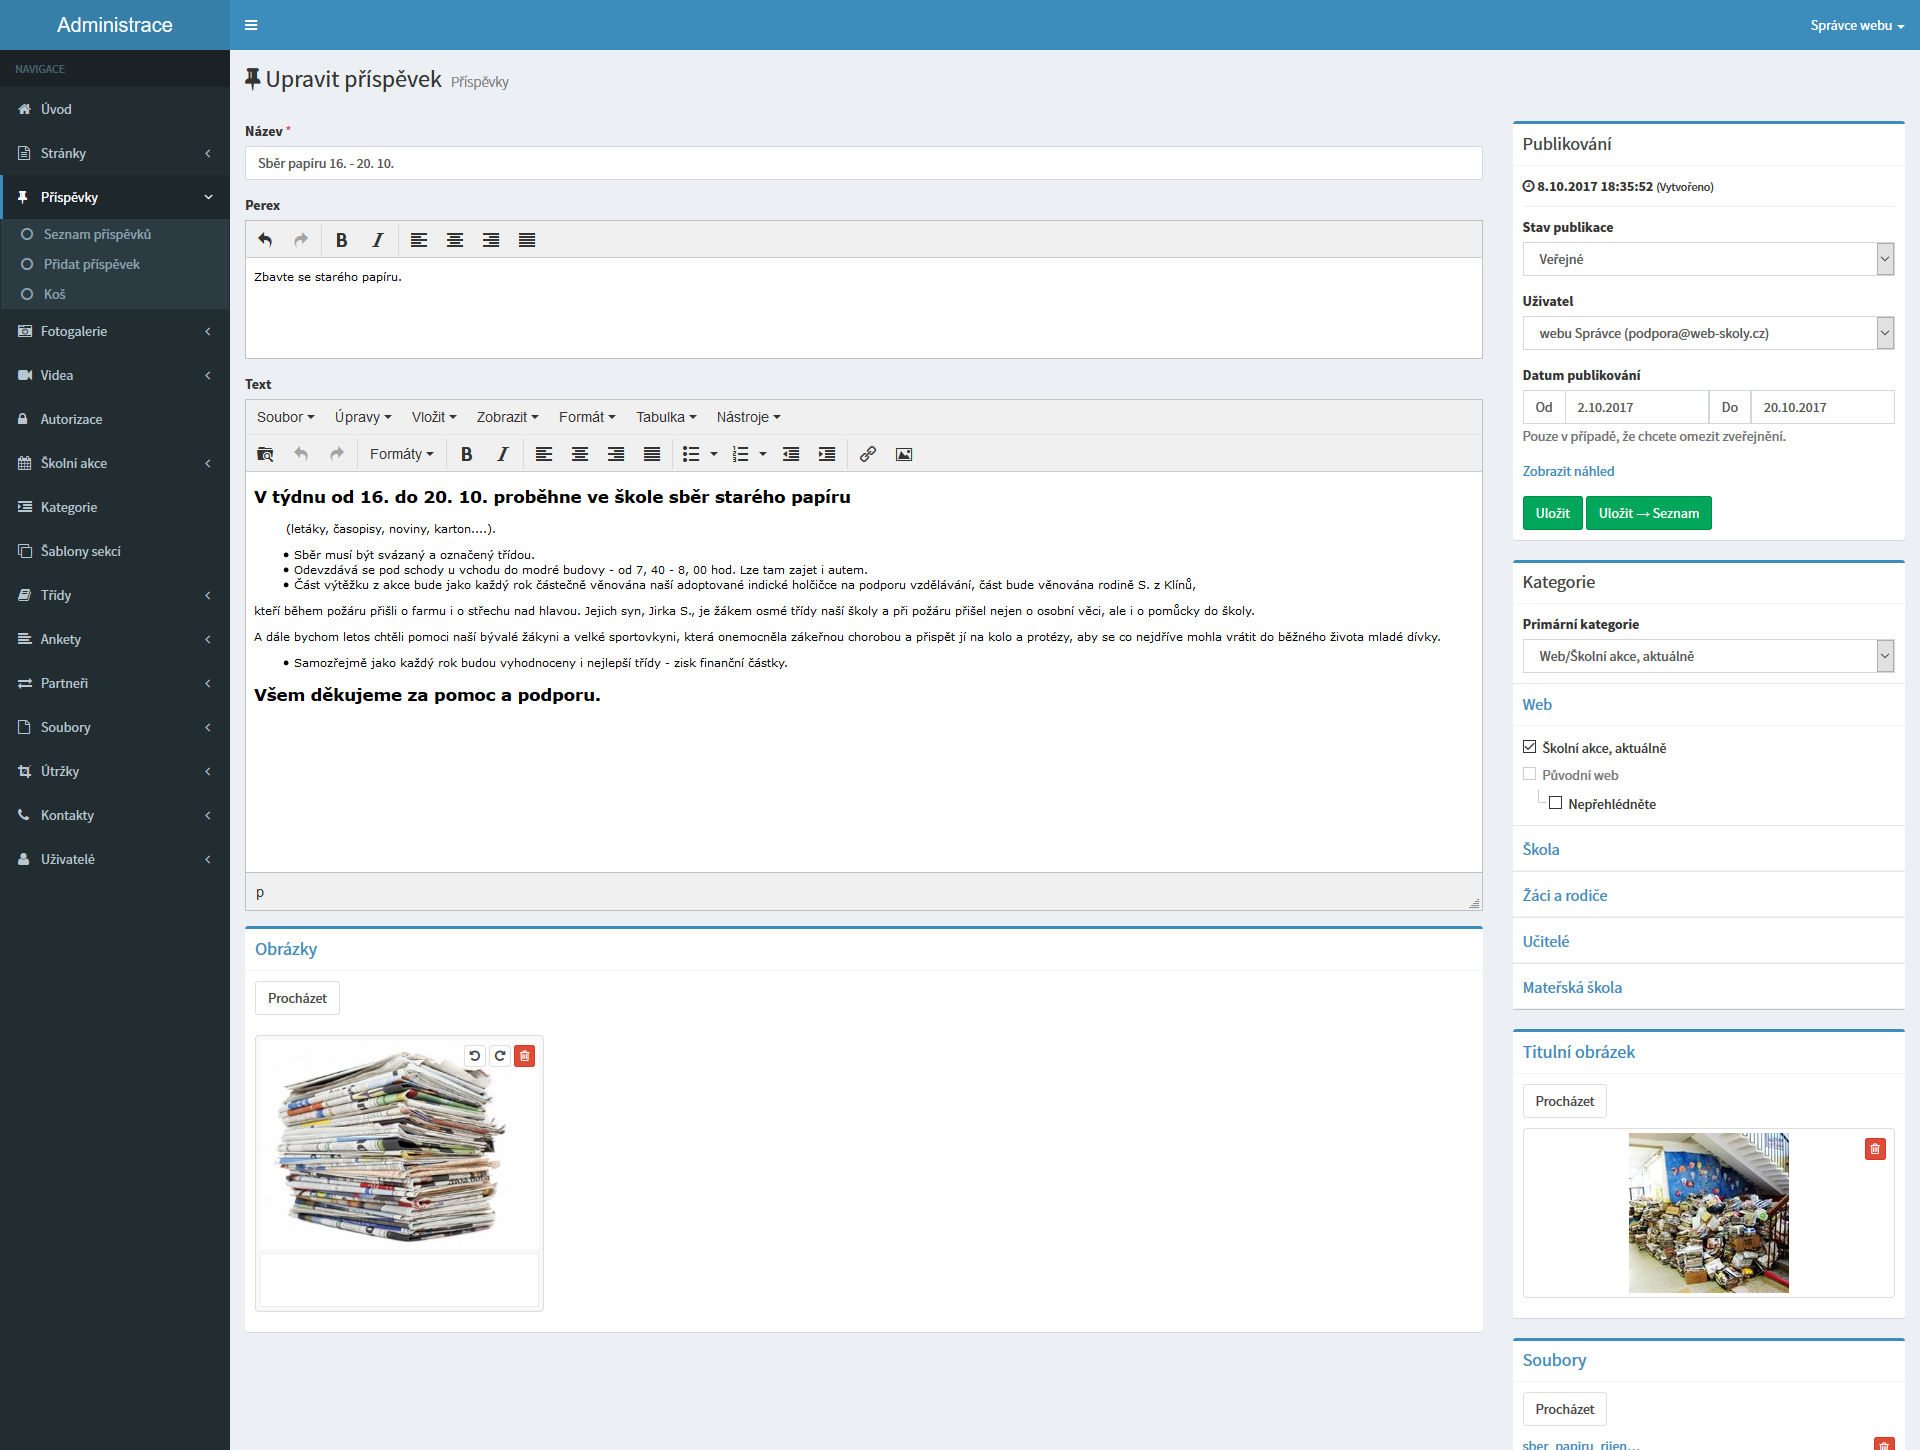 Administrace
Správce webu
NAVIGACE
Úvod
Stránky
Příspěvky
Seznam příspěvků
Přidat příspěvek
Koš
Fotogalerie
Videa
Autorizace
Školní akce
Kategorie
Šablony sekcí
Třídy
Ankety
Partneři
Soubory
Útržky
Kontakty
Uživatelé
Upravit příspěvek Příspěvky
Název *
Sběr papíru 16. - 20. 10.
Perex
B I
Zbavte se starého papíru.
Text
Soubor Úpravy Vložit Zobrazit Formát Tabulka Nástroje
Formáty B I
V týdnu od 16. do 20. 10. proběhne ve škole sběr starého papíru
(letáky, časopisy, noviny, karton....).
• Sběr musí být svázaný a označený třídou.
• Odevzdává se pod schody u vchodu do modré budovy - od 7, 40 - 8, 00 hod. Lze tam zajet i autem.
• Část výtěžku z akce bude jako každý rok částečně věnována naší adoptované indické holčičce na podporu vzdělávání, část bude věnována rodině S. z Klínů,
kteří během požáru přišli o farmu i o střechu nad hlavou. Jejich syn, Jirka S., je žákem osmé třídy naší školy a při požáru přišel nejen o osobní věci, ale i o pomůcky do školy.
A dále bychom letos chtěli pomoci naší bývalé žákyni a velké sportovkyni, která onemocněla zákeřnou chorobou a přispět jí na kolo a protézy, aby se co nejdříve mohla vrátit do běžného života mladé dívky.
• Samozřejmě jako každý rok budou vyhodnoceny i nejlepší třídy - zisk finanční částky.
Všem děkujeme za pomoc a podporu.
p
Obrázky
Procházet
Publikování
8.10.2017 18:35:52 (Vytvořeno)
Stav publikace
Veřejné
Uživatel
webu Správce (podpora@web-skoly.cz)
Datum publikování
Od 2.10.2017 Do 20.10.2017
Pouze v případě, že chcete omezit zveřejnění.
Zobrazit náhled
Uložit
Uložit → Seznam
Kategorie
Primární kategorie
Web/Školní akce, aktuálně
Web
Školní akce, aktuálně
Původní web
Nepřehlédněte
Škola
Žáci a rodiče
Učitelé
Mateřská škola
Titulní obrázek
Procházet
Soubory
Procházet
sber_papiru_rijen...